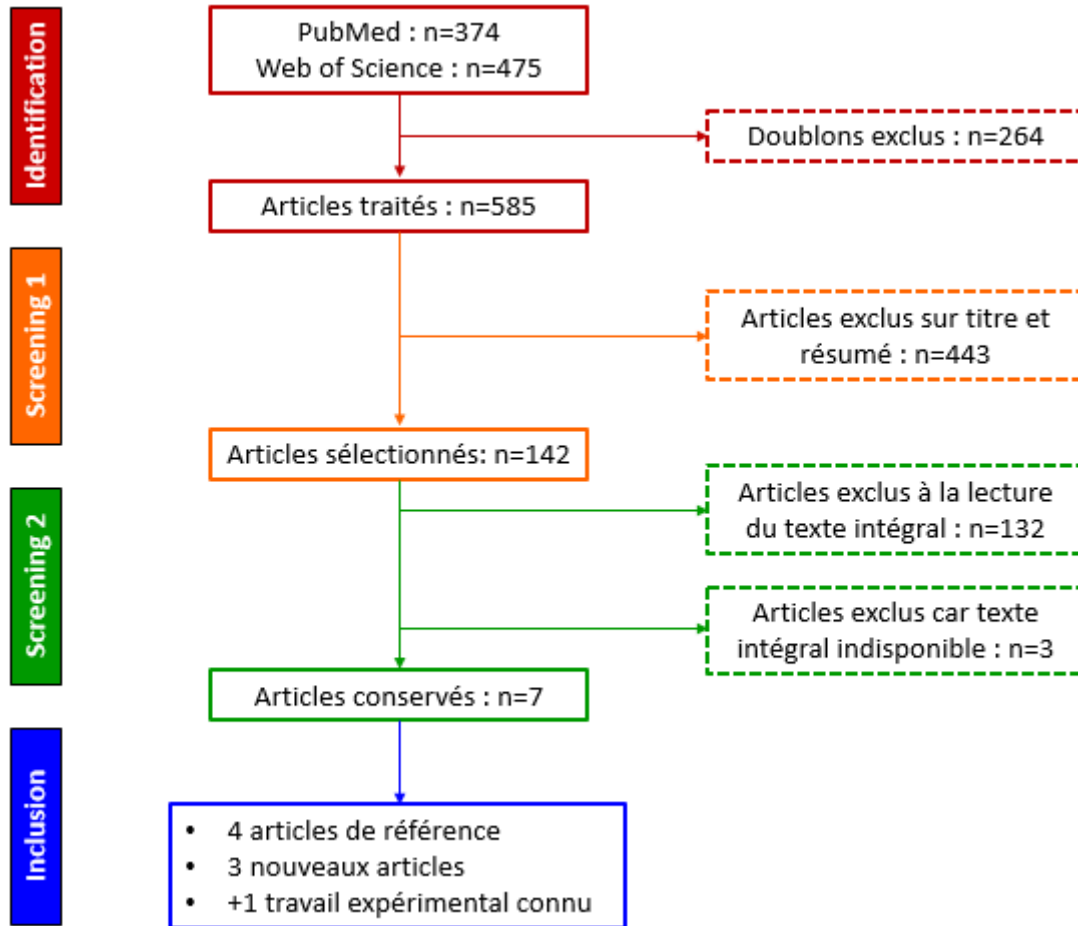 Identification
PubMed : n=374
Web of Science : n=475
Doublons exclus : n=264
Articles traités : n=585
Screening 1
Articles exclus sur titre et
résumé : n=443
Articles sélectionnés: n=142
Screening 2
Articles exclus à la lecture
du texte intégral : n=132
Articles exclus car texte
intégral indisponible : n=3
Articles conservés : n=7
Inclusion
• 4 articles de référence
• 3 nouveaux articles
• +1 travail expérimental connu